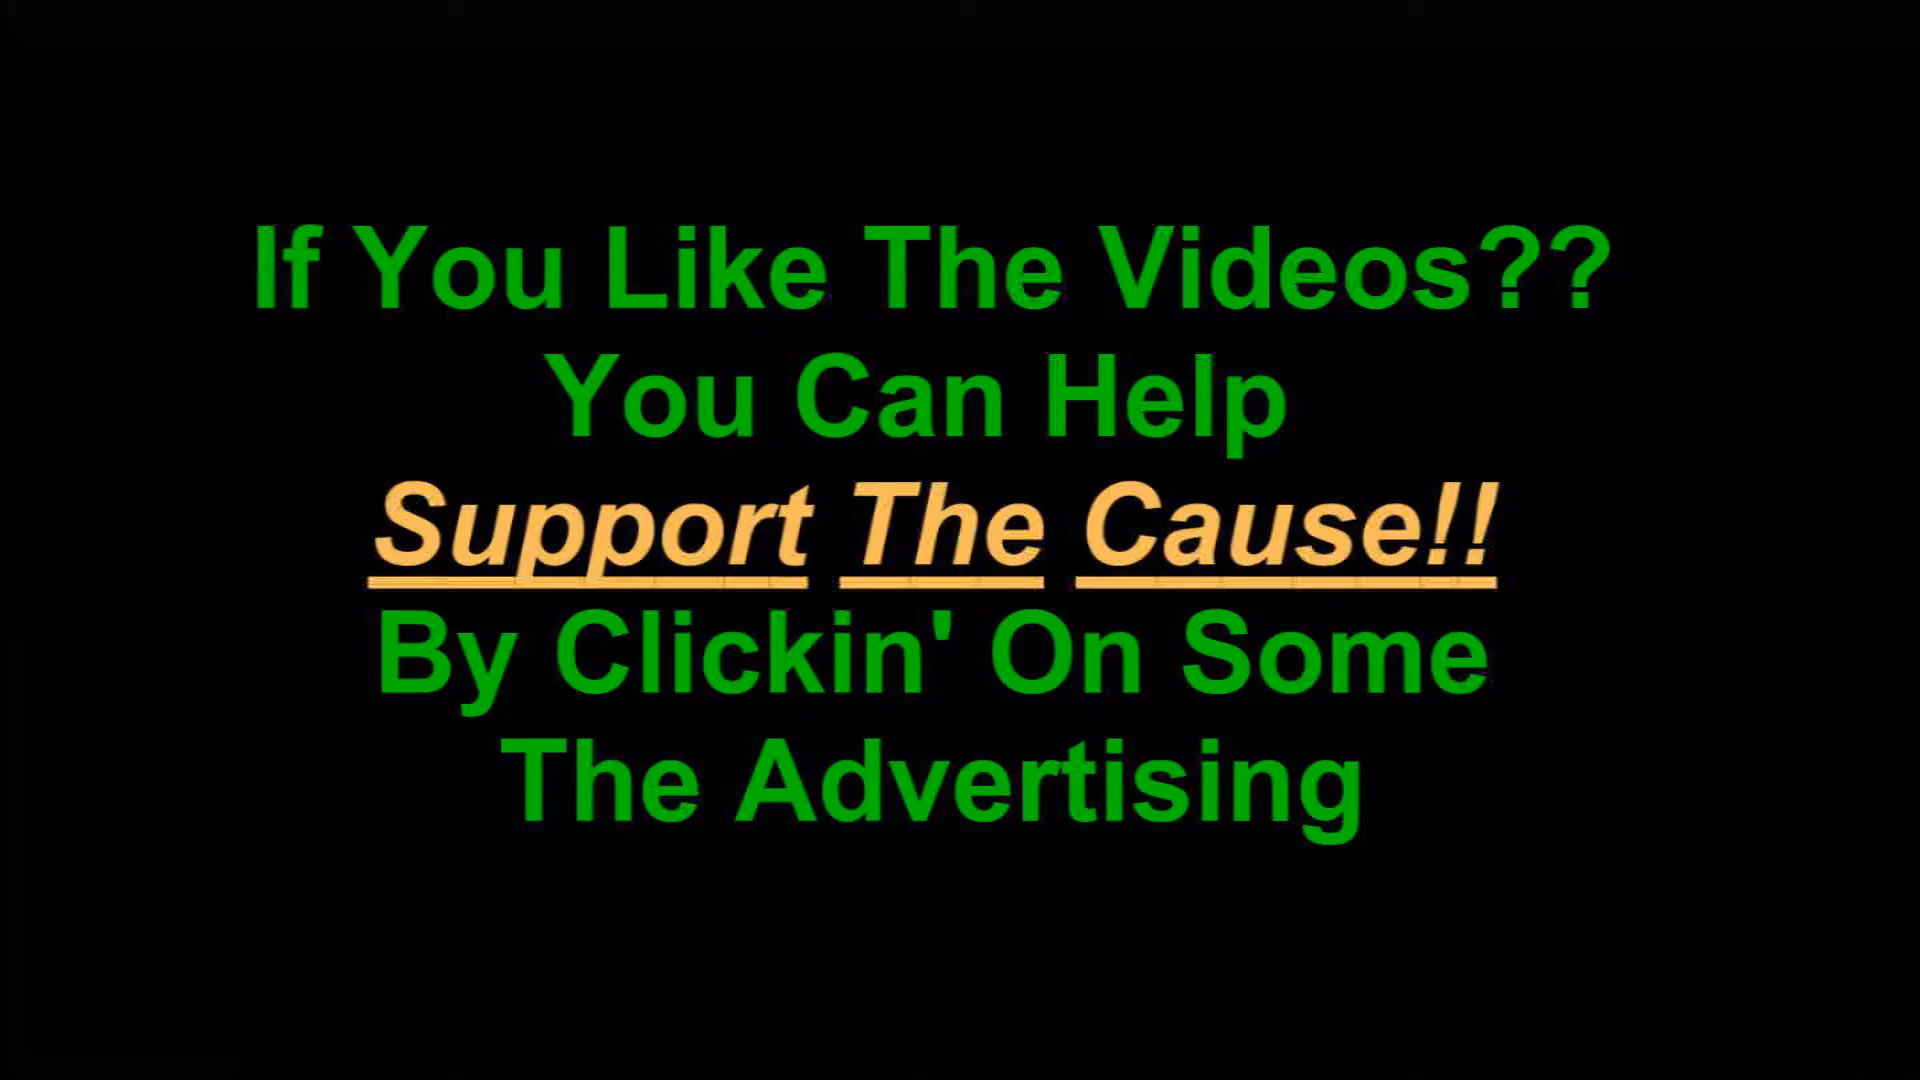 If You Like The Videos??
You Can Help
Support The Cause!!
By Clickin' On Some
The Advertising